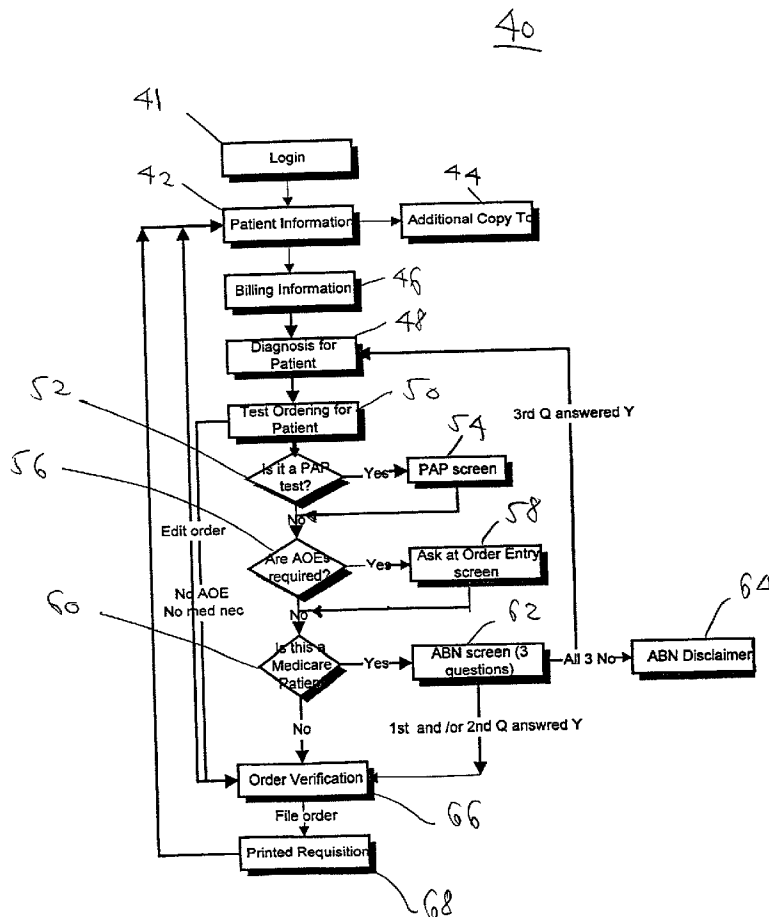 40
41
Login
42
44
Patient Information
Additional Copy To
46
Billing Information
48
Diagnosis for
Patient
52
50
Test Ordering for
Patient
3rd Q answered Y
54
56
Is it a PAP
test?
Yes
PAP screen
No
58
Edit order
Are AOEs
required?
Yes
Ask at Order Entry
screen
No AOE
No med nec
60
No
62
64
Is this a
Medicare
Patient
Yes
ABN screen (3
questions)
All 3 No
ABN Disclaimer
No
1st and /or 2nd Q answred Y
Order Verification
66
File order
Printed Requisition
68